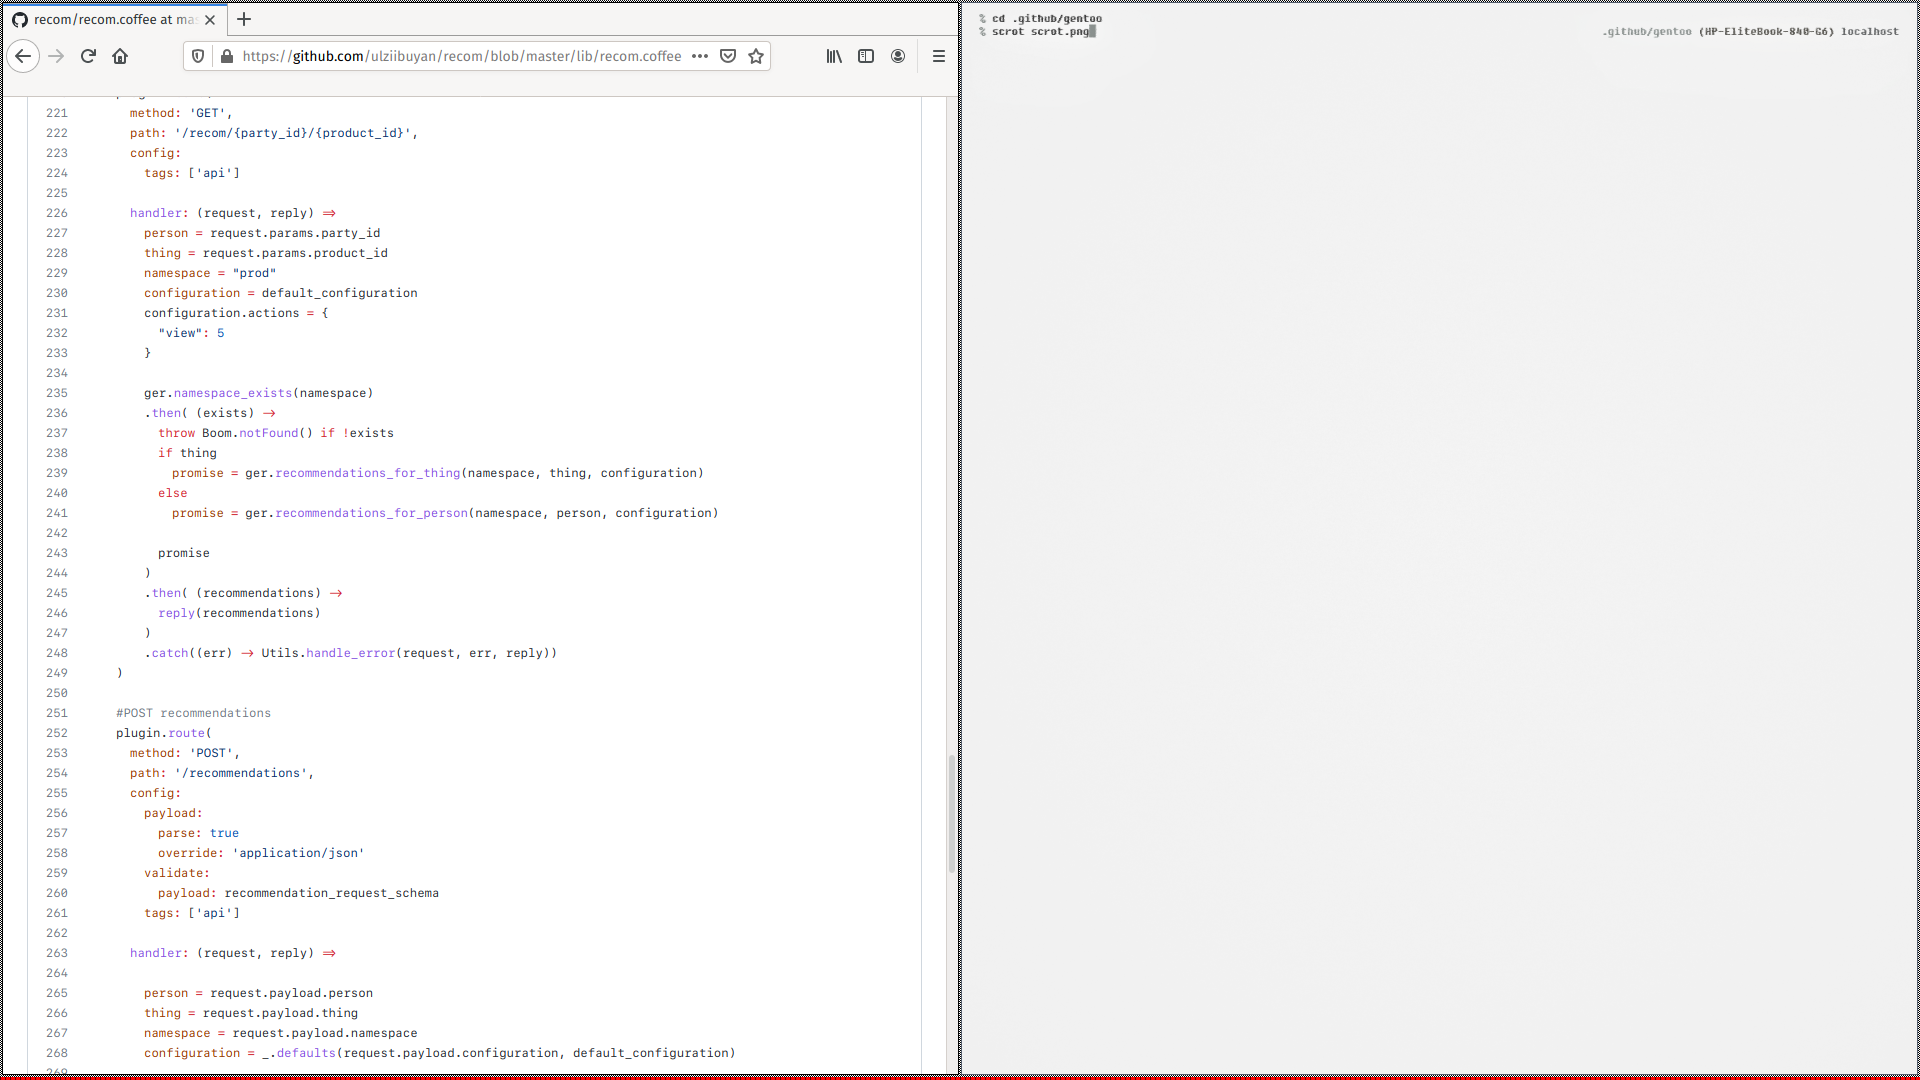 recom/recom.coffee at ma
https://github.com/ulziibuyan/recom/blob/master/lib/recom.coffee
221 method: 'GET',
222 path: '/recom/{party_id}/{product_id}',
223 config:
224 tags: ['api']
225
226 handler: (request, reply) =>
227 person = request.params.party_id
228 thing = request.params.product_id
229 namespace = "prod"
230 configuration = default_configuration
231 configuration.actions = {
232 "view": 5
233 }
234
235 ger.namespace_exists(namespace)
236 .then( (exists) ->
237 throw Boom.notFound() if !exists
238 if thing
239 promise = ger.recommendations_for_thing(namespace, thing, configuration)
240 else
241 promise = ger.recommendations_for_person(namespace, person, configuration)
242
243 promise
244 )
245 .then( (recommendations) ->
246 reply(recommendations)
247 )
248 .catch((err) -> Utils.handle_error(request, err, reply))
249 )
250
251 #POST recommendations
252 plugin.route(
253 method: 'POST',
254 path: '/recommendations',
255 config:
256 payload:
257 parse: true
258 override: 'application/json'
259 validate:
260 payload: recommendation_request_schema
261 tags: ['api']
262
263 handler: (request, reply) =>
264
265 person = request.payload.person
266 thing = request.payload.thing
267 namespace = request.payload.namespace
268 configuration = _.defaults(request.payload.configuration, default_configuration)
269
% cd .github/gentoo
% scrot scrot.png
.github/gentoo (HP-EliteBook-840-G6) localhost